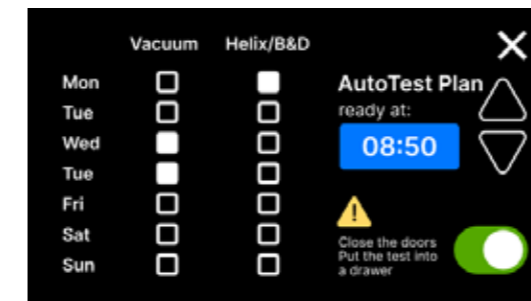 Vacuum Helix/B&D
Mon
Tue
Wed
Tue
Fri
Sat
Sun
AutoTest Plan
ready at:
08:50
Close the doors
Put the test into
a drawer